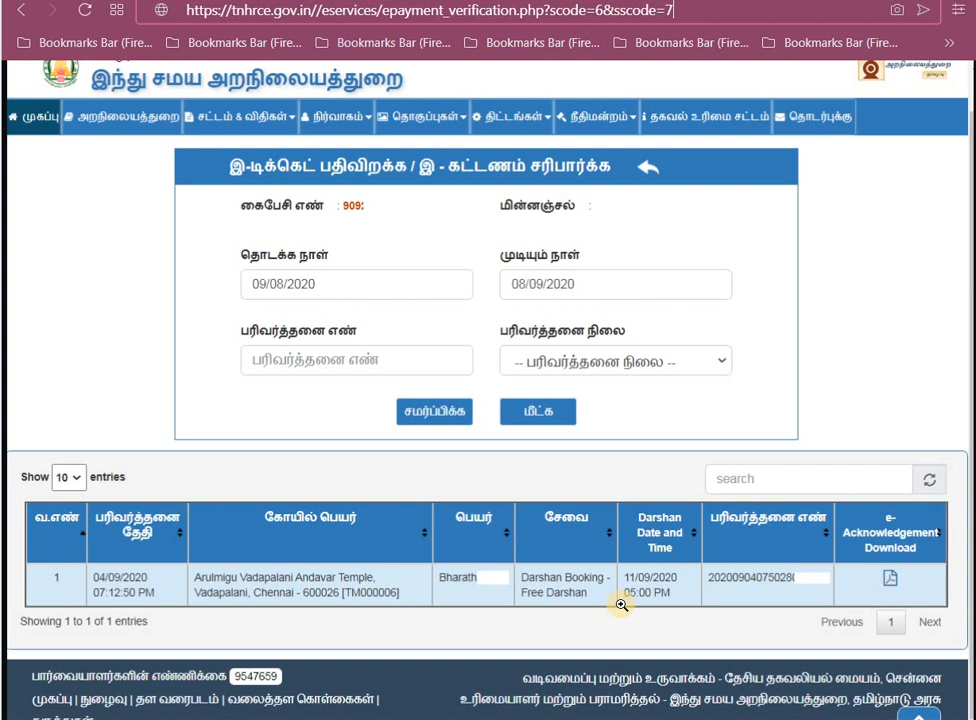 https://tnhrce.gov.in//eservices/epayment_verification.php?scode=6&sscode=7
Bookmarks Bar (Fire... Bookmarks Bar (Fire... Bookmarks Bar (Fire... Bookmarks Bar (Fire... Bookmarks Bar (Fire... Bookmarks Bar (Fire...
இந்து சமய அறநிலையத்துறை
முகப்பு அறநிலையத்துறை சட்டம் & விதிகள் நிர்வாகம் தொகுப்புகள் திட்டங்கள் நீதிமன்றம் தகவல் உரிமை சட்டம் தொடர்புக்கு
இ-டிக்கெட் பதிவிறக்க / இ - கட்டணம் சரிபார்க்க
கைபேசி எண் : 909: மின்னஞ்சல் :
தொடக்க நாள் முடியும் நாள்
09/08/2020 08/09/2020
பரிவர்த்தனை எண் பரிவர்த்தனை நிலை
பரிவர்த்தனை எண் -- பரிவர்த்தனை நிலை --
சமர்ப்பிக்க மீட்க
Show 10 entries search
வ.எண் பரிவர்த்தனை தேதி கோயில் பெயர் பெயர் சேவை Darshan Date and Time பரிவர்த்தனை எண் e-Acknowledgement Download
1 04/09/2020 07:12:50 PM Arulmigu Vadapalani Andavar Temple, Vadapalani, Chennai - 600026 [TM000006] Bharath Darshan Booking - Free Darshan 11/09/2020 05:00 PM 20200904075028
Showing 1 to 1 of 1 entries Previous 1 Next
பார்வையாளர்களின் எண்ணிக்கை 9547659 வடிவமைப்பு மற்றும் உருவாக்கம் - தேசிய தகவலியல் மையம், சென்னை
முகப்பு | நுழைவு | தள வரைபடம் | வலைத்தள கொள்கைகள் | உரிமையாளர் மற்றும் பராமரித்தல் - இந்து சமய அறநிலையத்துறை, தமிழ்நாடு அரசு